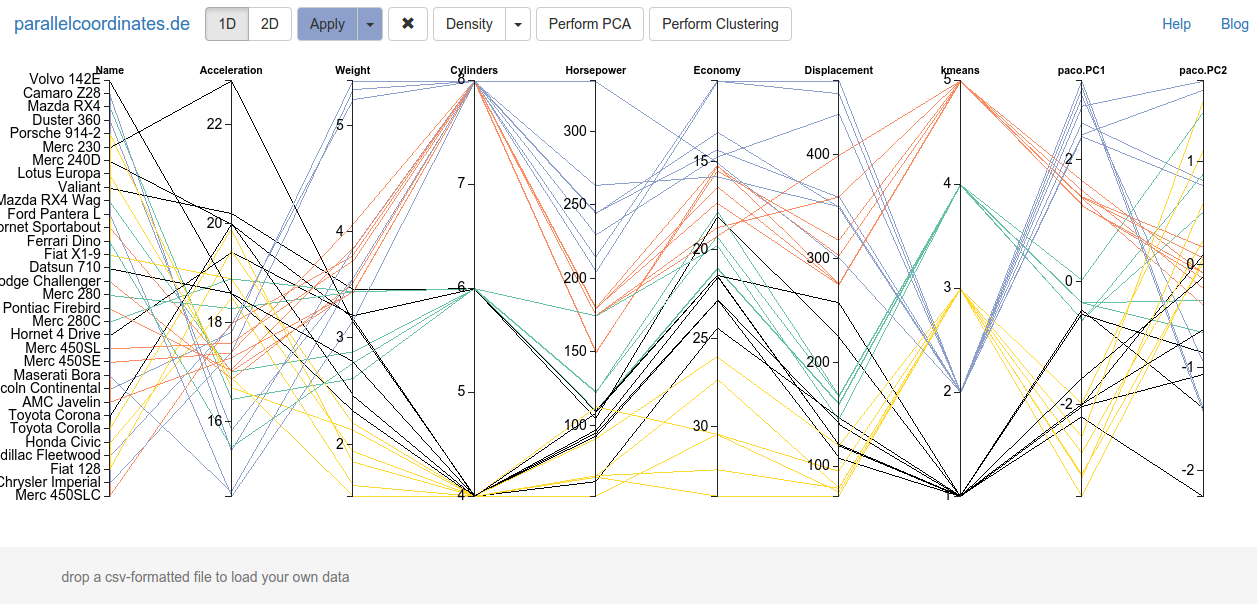 parallelcoordinates.de 1D 2D Apply ✖ Density Perform PCA Perform Clustering Help Blog
Name Acceleration Weight Cylinders Horsepower Economy Displacement kmeans paco.PC1 paco.PC2
Volvo 142E
Camaro Z28
Mazda RX4
Duster 360
Porsche 914-2
Merc 230
Merc 240D
Lotus Europa
Valiant
Mazda RX4 Wag
Ford Pantera L
ornet Sportabout
Ferrari Dino
Fiat X1-9
Datsun 710
odge Challenger
Merc 280
Pontiac Firebird
Merc 280C
Hornet 4 Drive
Merc 450SL
Merc 450SE
Maserati Bora
coln Continental
AMC Javelin
Toyota Corona
Toyota Corolla
Honda Civic
dillac Fleetwood
Fiat 128
Chrysler Imperial
Merc 450SLC
22
20
18
16
5
4
3
2
8
7
6
5
4
300
250
200
150
100
15
20
25
30
400
300
200
100
5
4
3
2
1
2
0
-2
1
0
-1
-2
drop a csv-formatted file to load your own data